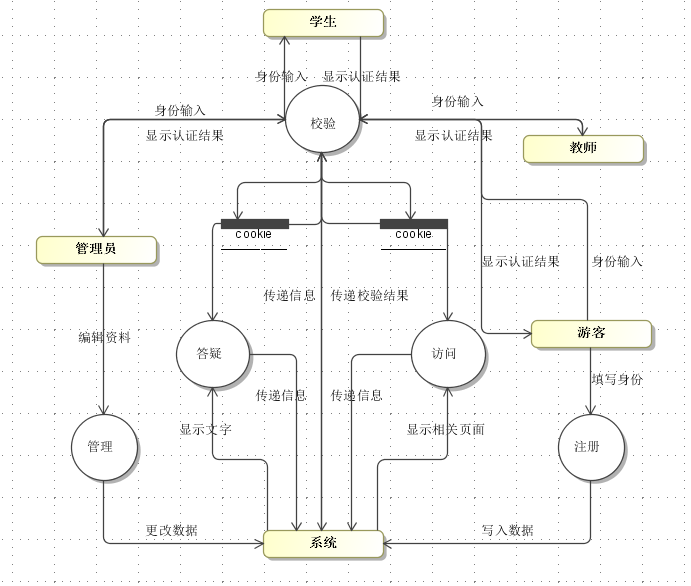 学生
身份输入 显示认证结果
身份输入
校验
身份输入
显示认证结果
显示认证结果
教师
管理员
cookie
cookie
显示认证结果
身份输入
传递信息
传递校验结果
编辑资料
答疑
访问
游客
填写身份
传递信息
传递信息
显示文字
显示相关页面
管理
注册
更改数据
系统
写入数据